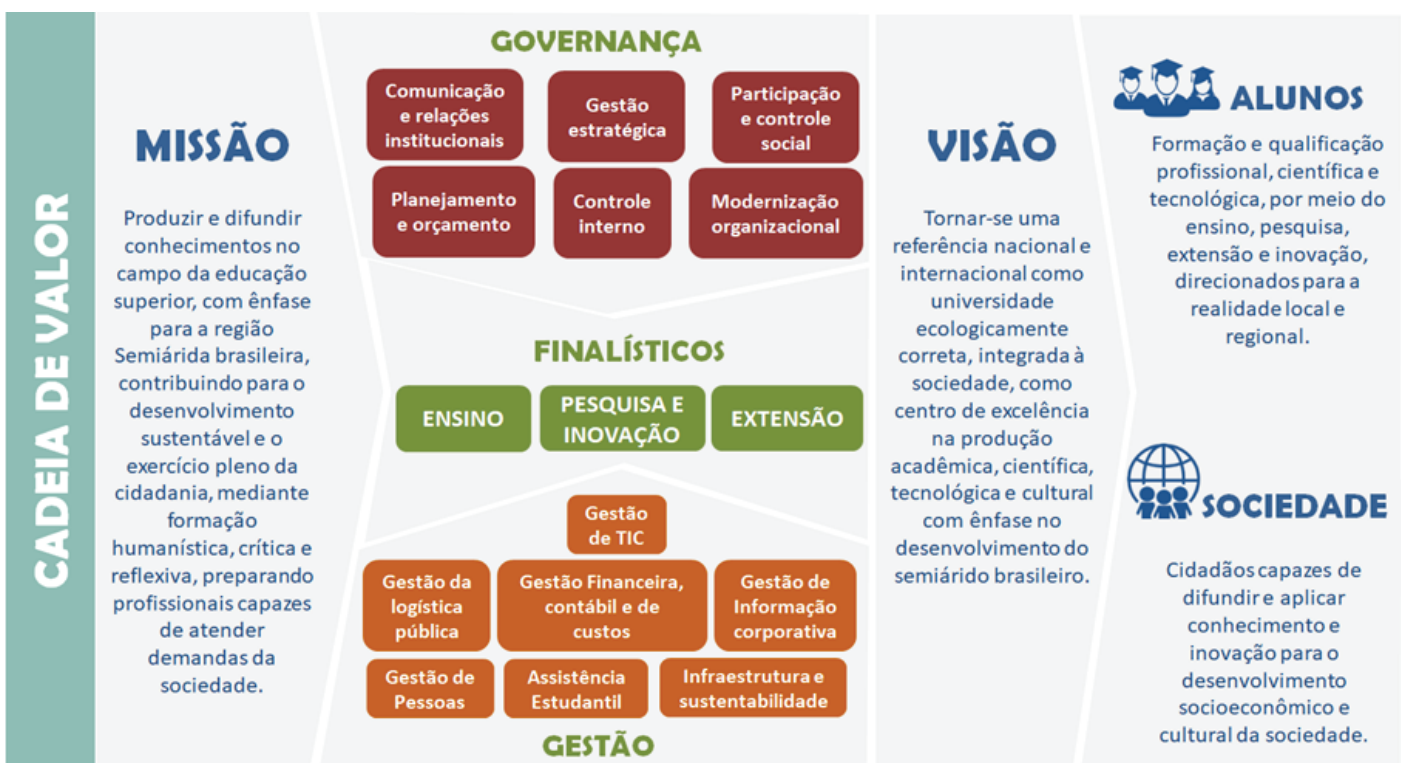 CADEIA DE VALOR
MISSÃO
Produzir e difundir
conhecimentos no
campo da educação
superior, com ênfase
para a região
Semiárida brasileira,
contribuindo para o
desenvolvimento
sustentável e o
exercício pleno da
cidadania, mediante
formação
humanística, crítica e
reflexiva, preparando
profissionais capazes
de atender
demandas da
sociedade.
GOVERNANÇA
Comunicação
e relações
institucionais
Gestão
estratégica
Participação
e controle
social
Planejamento
e orçamento
Controle
interno
Modernização
organizacional
FINALÍSTICOS
ENSINO
PESQUISA E
INOVAÇÃO
EXTENSÃO
Gestão
de TIC
Gestão da
logística
pública
Gestão Financeira,
contábil e de
custos
Gestão de
Informação
corporativa
Gestão de
Pessoas
Assistência
Estudantil
Infraestrutura e
sustentabilidade
GESTÃO
VISÃO
Tornar-se uma
referência nacional e
internacional como
universidade
ecologicamente
correta, integrada à
sociedade, como
centro de excelência
na produção
acadêmica, científica,
tecnológica e cultural
com ênfase no
desenvolvimento do
semiárido brasileiro.
ALUNOS
Formação e qualificação
profissional, científica e
tecnológica, por meio do
ensino, pesquisa,
extensão e inovação,
direcionados para a
realidade local e
regional.
SOCIEDADE
Cidadãos capazes de
difundir e aplicar
conhecimento e
inovação para o
desenvolvimento
socioeconômico e
cultural da sociedade.